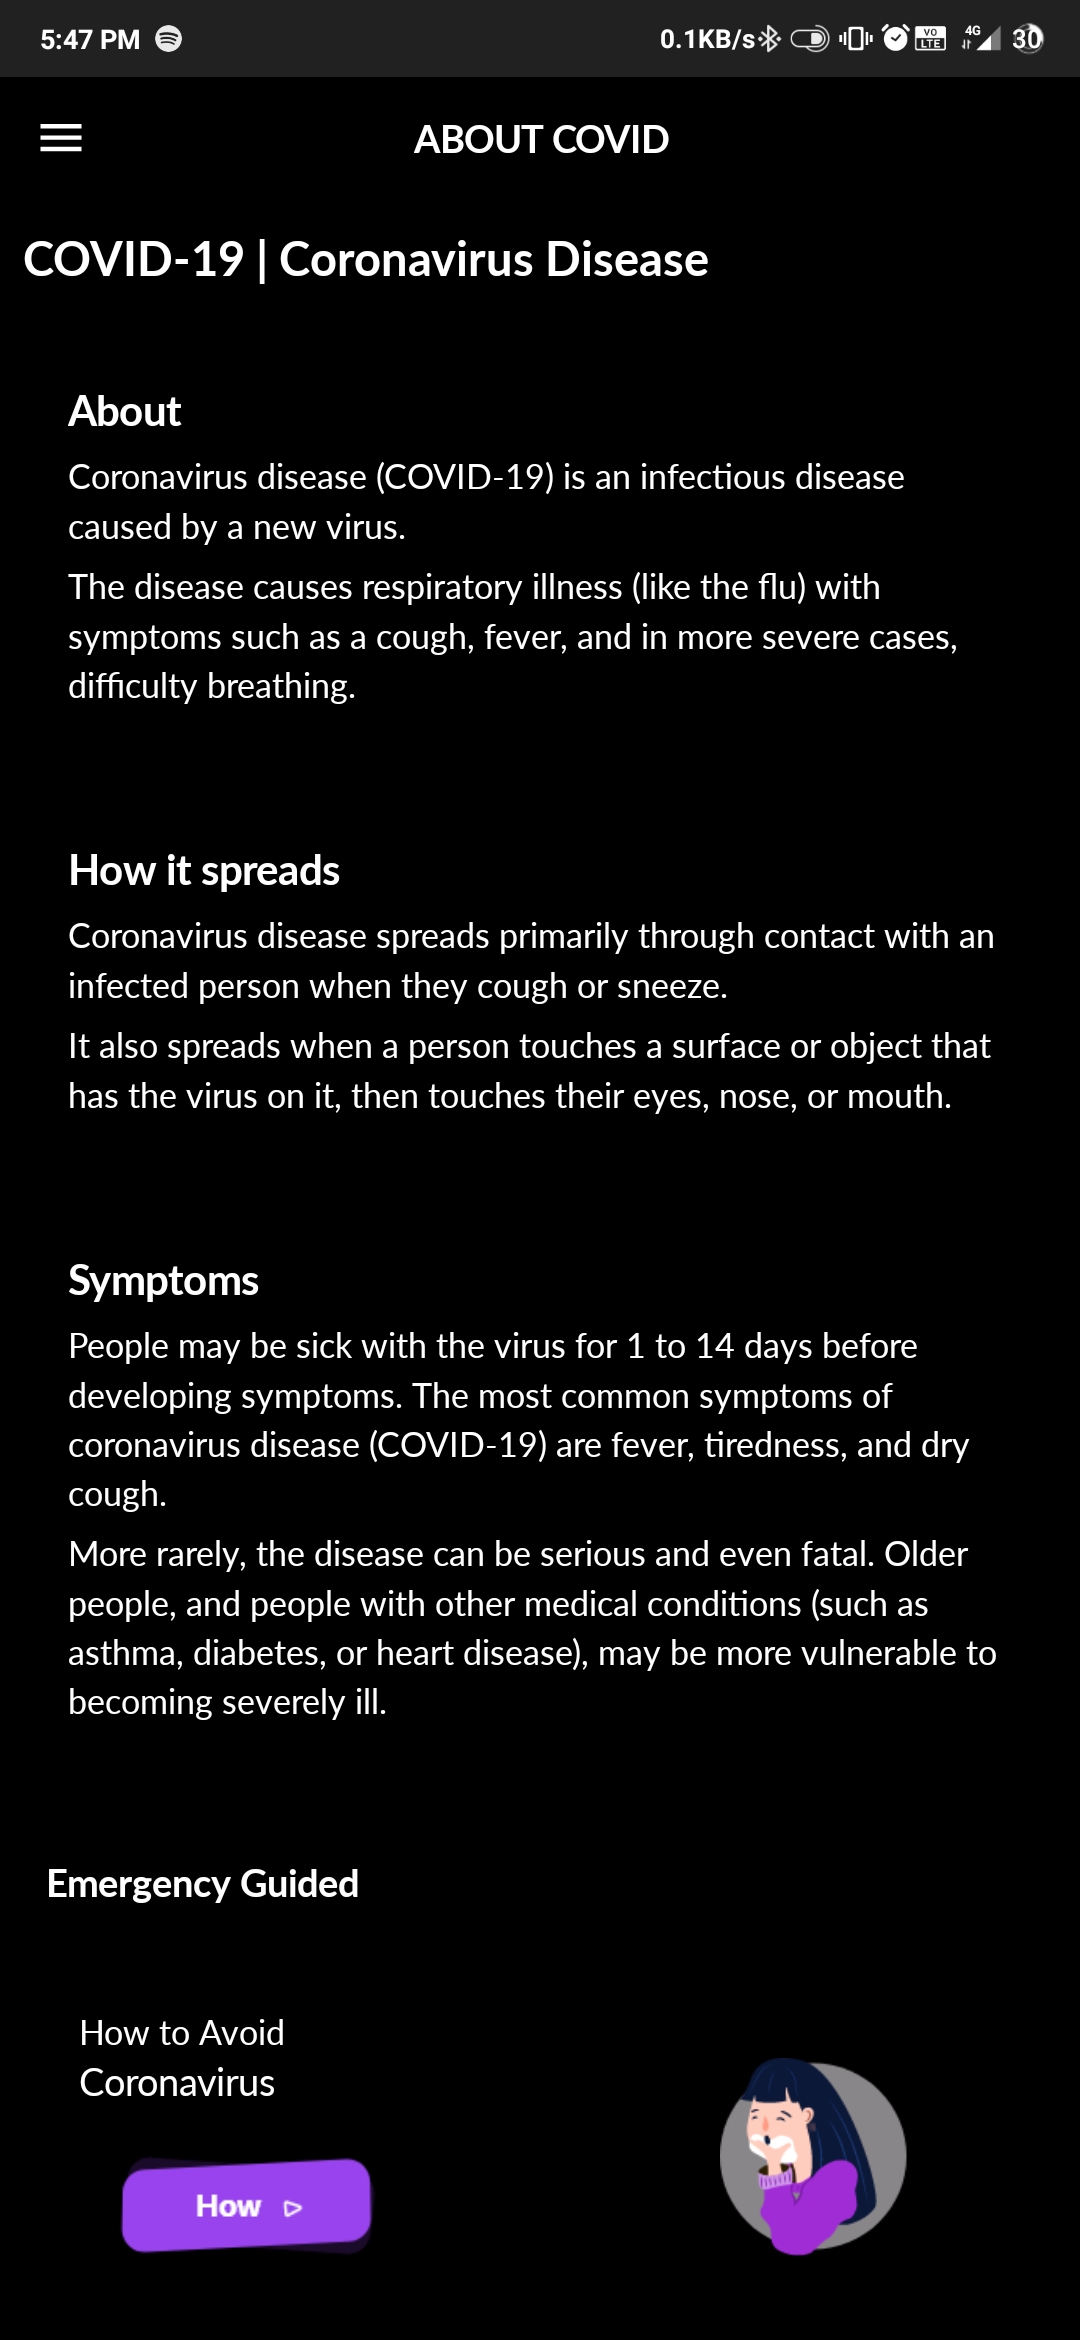 5:47 PM 0.1KB/s VO LTE 4G 30
ABOUT COVID
COVID-19 | Coronavirus Disease
About
Coronavirus disease (COVID-19) is an infectious disease
caused by a new virus.
The disease causes respiratory illness (like the flu) with
symptoms such as a cough, fever, and in more severe cases,
difficulty breathing.
How it spreads
Coronavirus disease spreads primarily through contact with an
infected person when they cough or sneeze.
It also spreads when a person touches a surface or object that
has the virus on it, then touches their eyes, nose, or mouth.
Symptoms
People may be sick with the virus for 1 to 14 days before
developing symptoms. The most common symptoms of
coronavirus disease (COVID-19) are fever, tiredness, and dry
cough.
More rarely, the disease can be serious and even fatal. Older
people, and people with other medical conditions (such as
asthma, diabetes, or heart disease), may be more vulnerable to
becoming severely ill.
Emergency Guided
How to Avoid
Coronavirus
How